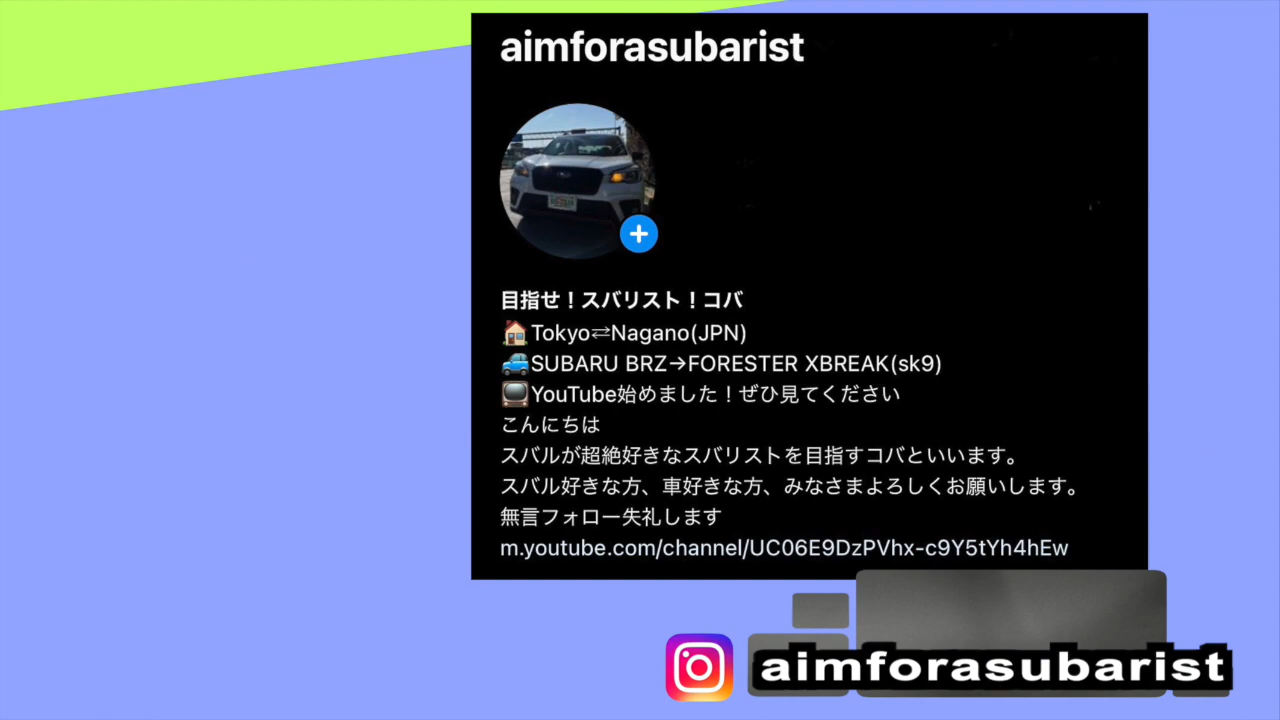 aimforasubarist
目指せ！スバリスト！コバ
🏠Tokyo⇄Nagano(JPN)
🚙SUBARU BRZ→FORESTER XBREAK(sk9)
📺YouTube始めました！ぜひ見てください
こんにちは
スバルが超絶好きなスバリストを目指すコバといいます。
スバル好きな方、車好きな方、みなさまよろしくお願いします。
無言フォロー失礼します
m.youtube.com/channel/UC06E9DzPVhx-c9Y5tYh4hEw
aimforasubarist